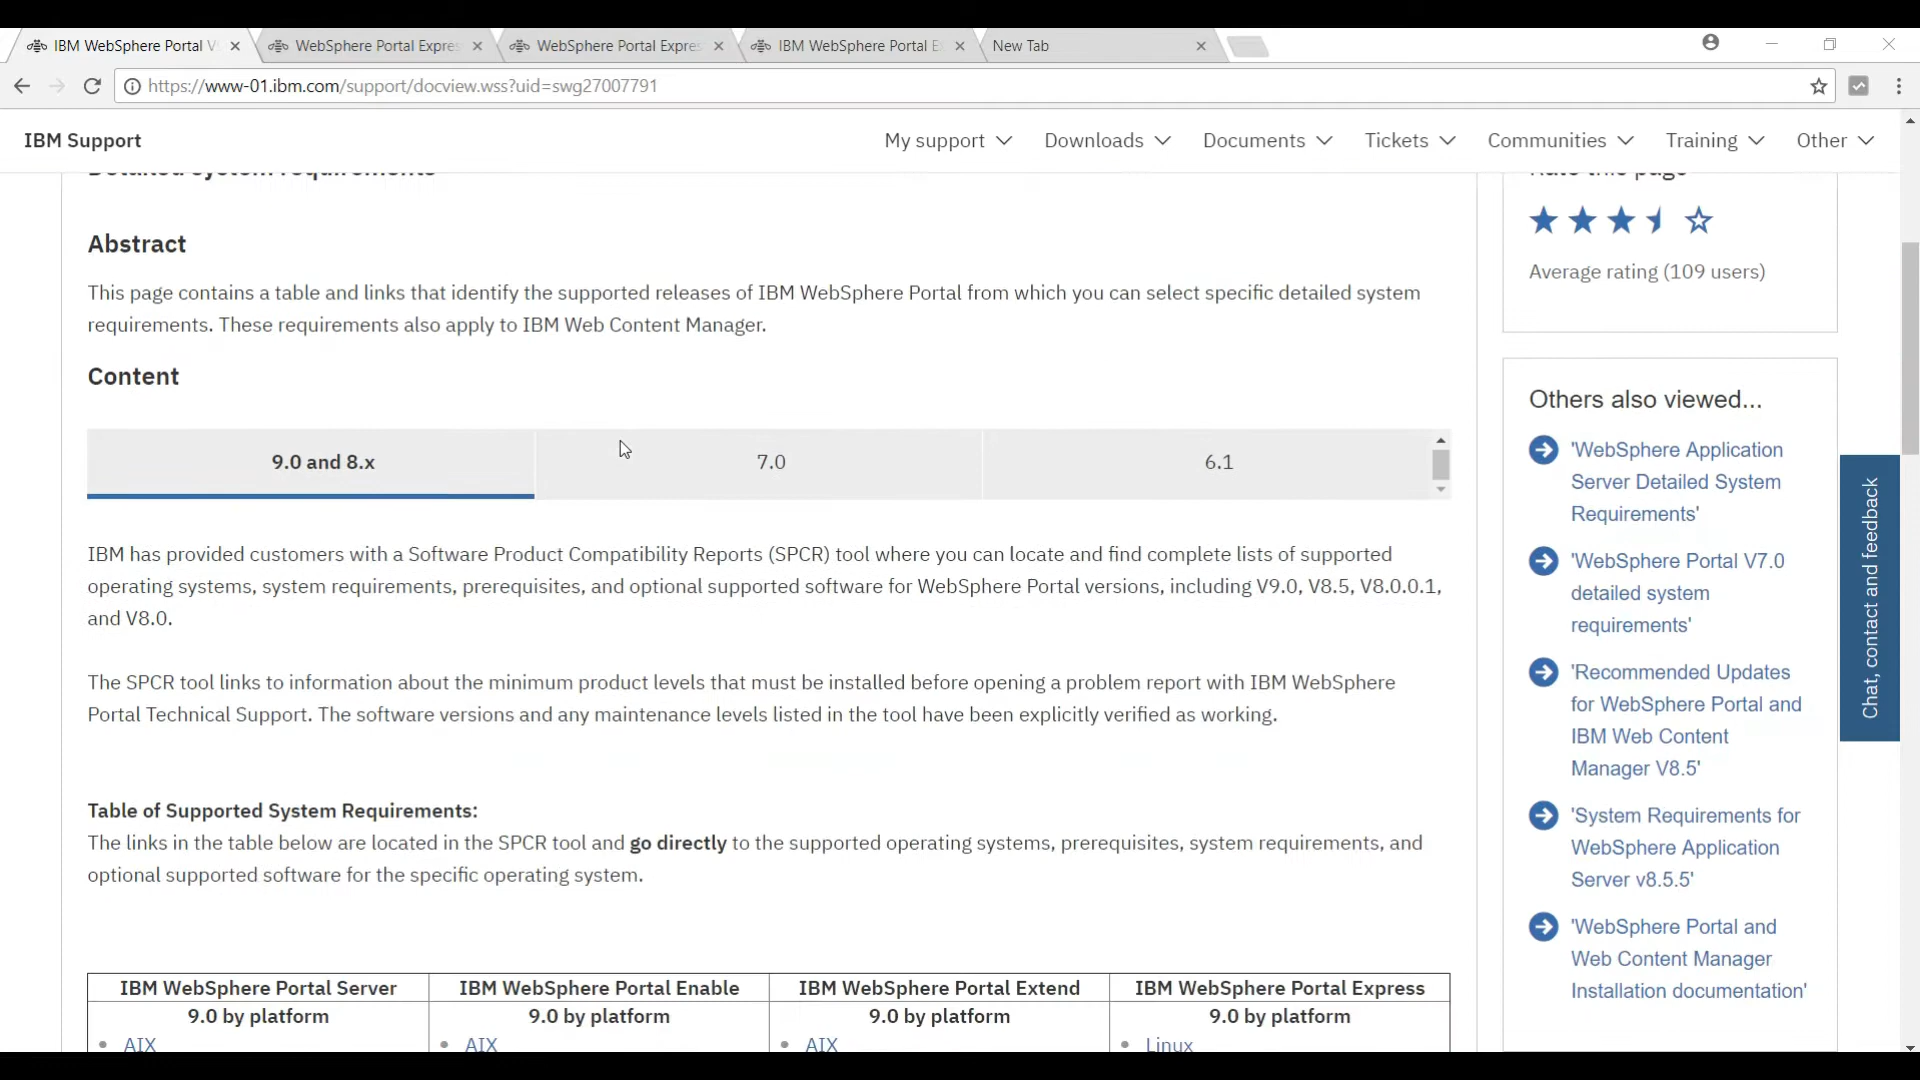 IBM WebSphere Portal V
WebSphere Portal Expres
WebSphere Portal Expres
IBM WebSphere Portal E
New Tab
https://www-01.ibm.com/support/docview.wss?uid=swg27007791
IBM Support
My support
Downloads
Documents
Tickets
Communities
Training
Other
Detailed system requirements
Abstract
This page contains a table and links that identify the supported releases of IBM WebSphere Portal from which you can select specific detailed system
requirements. These requirements also apply to IBM Web Content Manager.
Content
9.0 and 8.x
7.0
6.1
IBM has provided customers with a Software Product Compatibility Reports (SPCR) tool where you can locate and find complete lists of supported
operating systems, system requirements, prerequisites, and optional supported software for WebSphere Portal versions, including V9.0, V8.5, V8.0.0.1,
and V8.0.
The SPCR tool links to information about the minimum product levels that must be installed before opening a problem report with IBM WebSphere
Portal Technical Support. The software versions and any maintenance levels listed in the tool have been explicitly verified as working.
Table of Supported System Requirements:
The links in the table below are located in the SPCR tool and go directly to the supported operating systems, prerequisites, system requirements, and
optional supported software for the specific operating system.
IBM WebSphere Portal Server
IBM WebSphere Portal Enable
IBM WebSphere Portal Extend
IBM WebSphere Portal Express
9.0 by platform
9.0 by platform
9.0 by platform
9.0 by platform
AIX
AIX
AIX
Linux
Rate this page
Average rating (109 users)
Others also viewed...
'WebSphere Application
Server Detailed System
Requirements'
'WebSphere Portal V7.0
detailed system
requirements'
'Recommended Updates
for WebSphere Portal and
IBM Web Content
Manager V8.5'
'System Requirements for
WebSphere Application
Server v8.5.5'
'WebSphere Portal and
Web Content Manager
Installation documentation'
Chat, contact and feedback